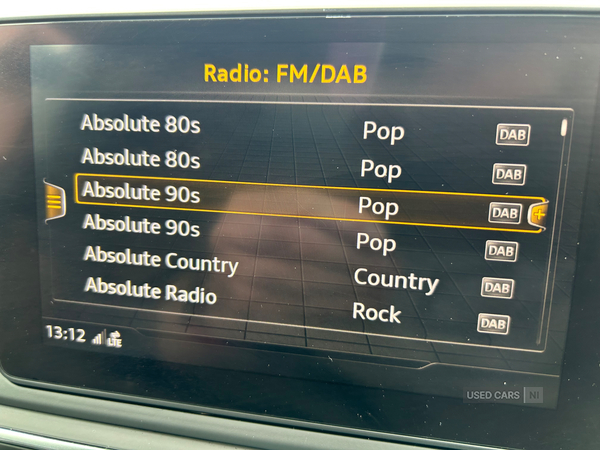 Radio: FM/DAB
Absolute 80s Pop DAB
Absolute 80s Pop DAB
Absolute 90s Pop DAB
Absolute 90s Pop DAB
Absolute Country Country DAB
Absolute Radio Rock DAB
13:12 LTE
USED CARS NI